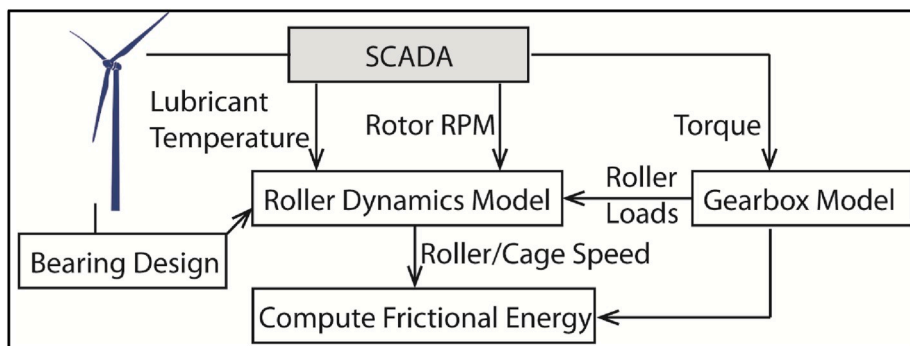 SCADA
Lubricant
Temperature
Rotor RPM
Torque
Roller Dynamics Model
Roller
Loads
Gearbox Model
Bearing Design
Roller/Cage Speed
Compute Frictional Energy